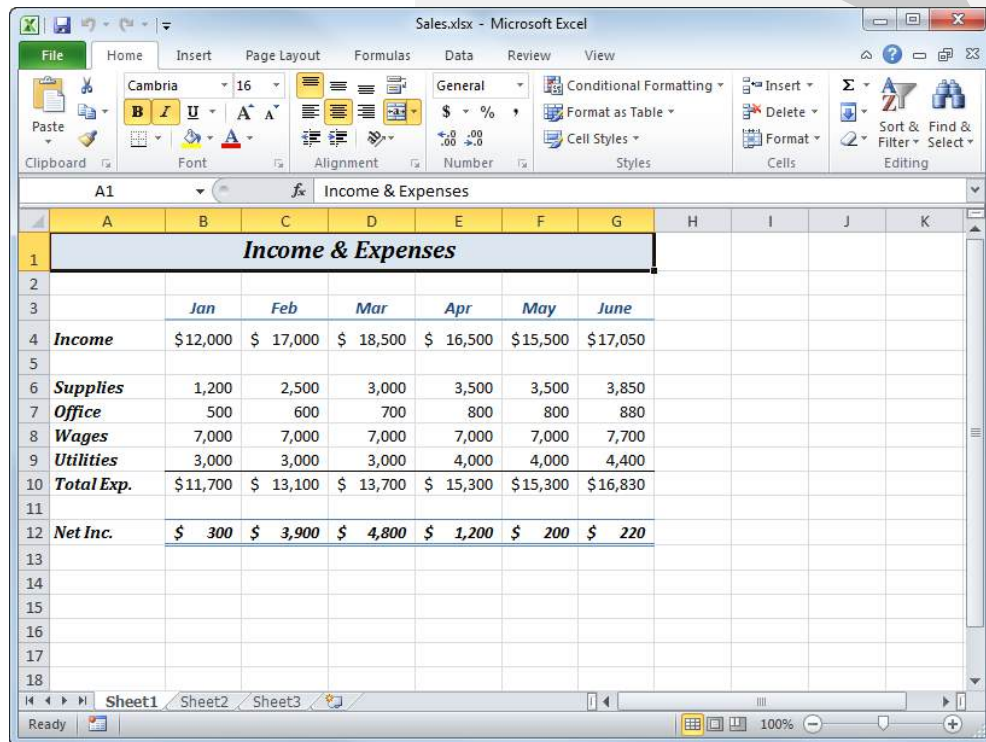 Sales.xlsx - Microsoft Excel
File Home Insert Page Layout Formulas Data Review View
Paste
Clipboard
Cambria 16
B I U A A
A
Font
Alignment
General
$ % ,
.0 .00 .00 .0
Number
Conditional Formatting
Format as Table
Cell Styles
Styles
Insert
Delete
Format
Cells
Σ
Sort & Filter
Find & Select
Editing
A1 fx Income & Expenses
A B C D E F G H I J K
1 Income & Expenses
2
3 Jan Feb Mar Apr May June
4 Income $12,000 $ 17,000 $ 18,500 $ 16,500 $15,500 $17,050
5
6 Supplies 1,200 2,500 3,000 3,500 3,500 3,850
7 Office 500 600 700 800 800 880
8 Wages 7,000 7,000 7,000 7,000 7,000 7,700
9 Utilities 3,000 3,000 3,000 4,000 4,000 4,400
10 Total Exp. $11,700 $ 13,100 $ 13,700 $ 15,300 $15,300 $16,830
11
12 Net Inc. $ 300 $ 3,900 $ 4,800 $ 1,200 $ 200 $ 220
13
14
15
16
17
18
Sheet1 Sheet2 Sheet3
Ready 100%